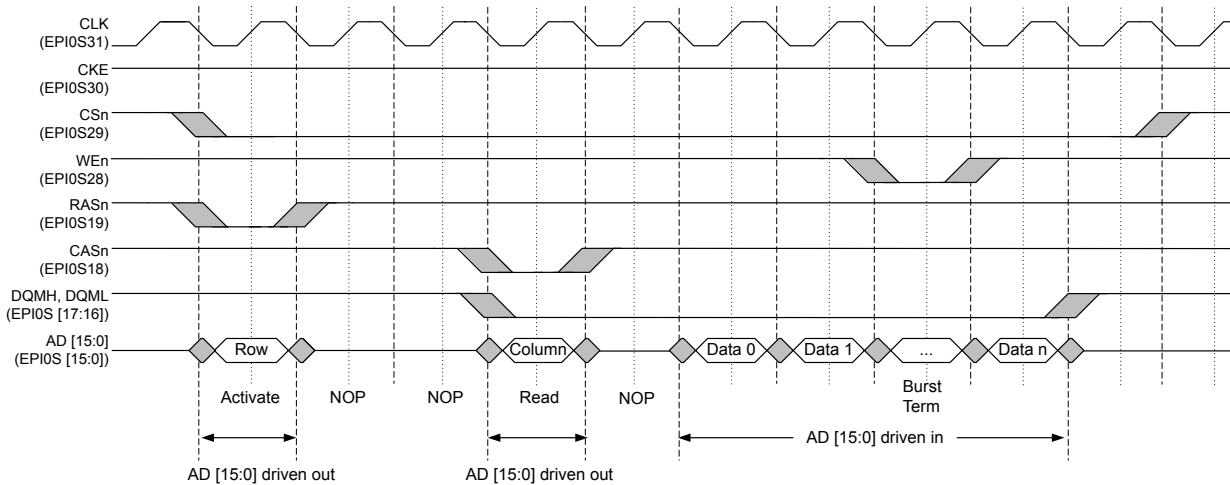 CLK
(EPI0S31)
CKE
(EPI0S30)
CSn
(EPI0S29)
WEn
(EPI0S28)
RASn
(EPI0S19)
CASn
(EPI0S18)
DQMH, DQML
(EPI0S [17:16])
AD [15:0]
(EPI0S [15:0])
Row Column Data 0 Data 1 ... Data n
Activate NOP NOP Read NOP Burst
Term
AD [15:0] driven in
AD [15:0] driven out AD [15:0] driven out